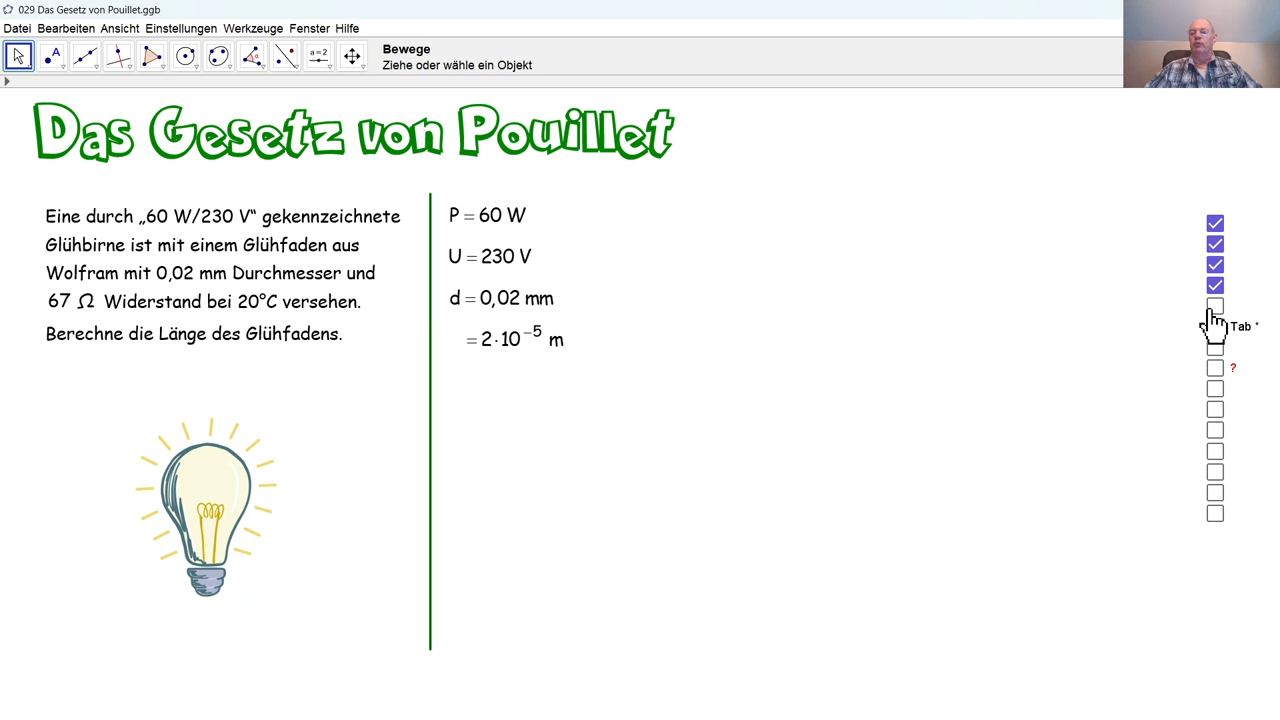 029 Das Gesetz von Pouillet.ggb
Datei Bearbeiten Ansicht Einstellungen Werkzeuge Fenster Hilfe
A
a=2
Bewege
Ziehe oder wähle ein Objekt
Das Gesetz von Pouillet
Eine durch „60 W/230 V“ gekennzeichnete
Glühbirne ist mit einem Glühfaden aus
Wolfram mit 0,02 mm Durchmesser und
67 Ω Widerstand bei 20°C versehen.
Berechne die Länge des Glühfadens.
P = 60 W
U = 230 V
d = 0,02 mm
= 2·10⁻⁵ m
Tab *
?